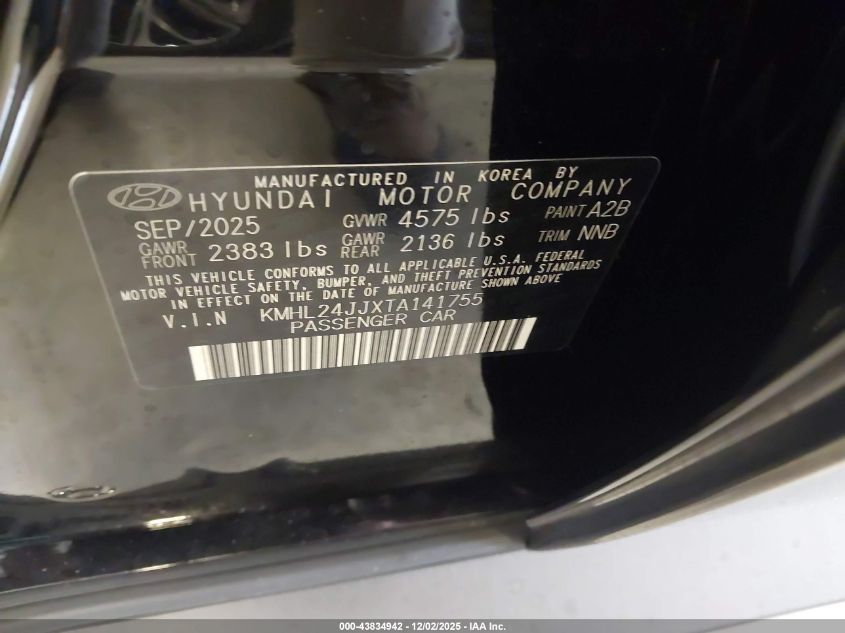 MANUFACTURED IN KOREA BY
HYUNDAI MOTOR COMPANY
SEP/2025 GVWR 4575 lbs PAINT A2B
GAWR FRONT 2383 lbs GAWR REAR 2136 lbs TRIM NNB
THIS VEHICLE CONFORMS TO ALL APPLICABLE U.S.A. FEDERAL
MOTOR VEHICLE SAFETY, BUMPER, AND THEFT PREVENTION STANDARDS
IN EFFECT ON THE DATE OF MANUFACTURE SHOWN ABOVE
V.I.N KMHL24JJXTA141755
PASSENGER CAR
000-43834942 - 12/02/2025 - IAA Inc.